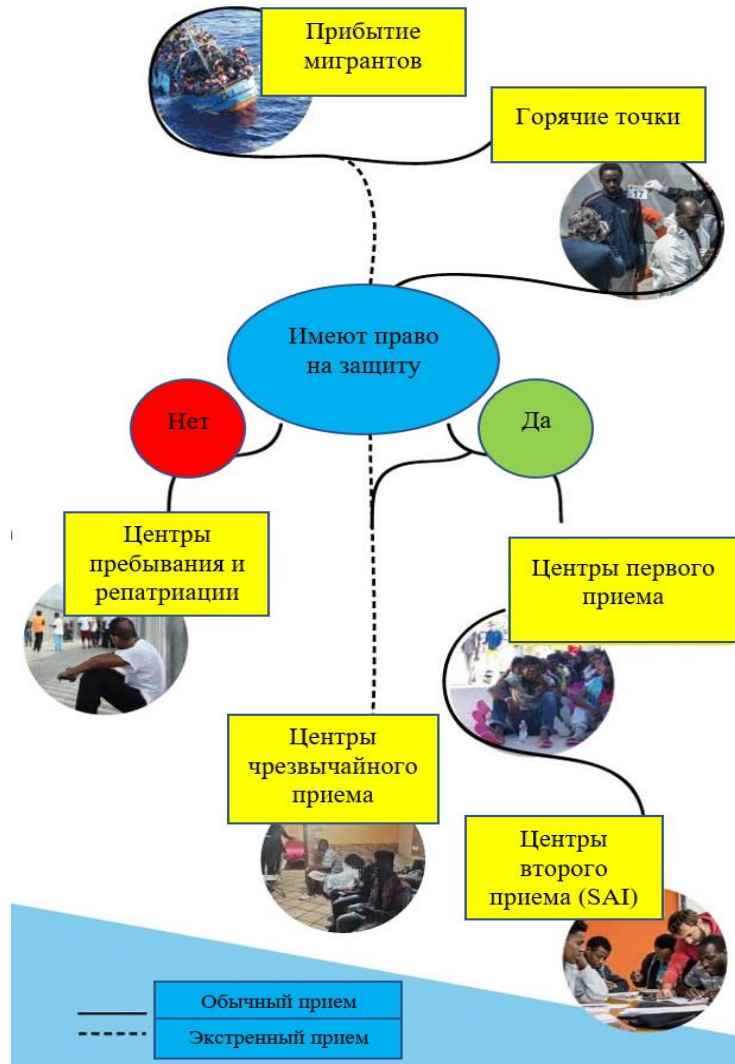 Прибытие
мигрантов
Горячие точки
17
Имеют право
на защиту
Нет
Да
Центры
пребывания и
репатриации
Центры первого
приема
Центры
чрезвычайного
приема
Центры
второго
приема (SAI)
Обычный прием
Экстренный прием